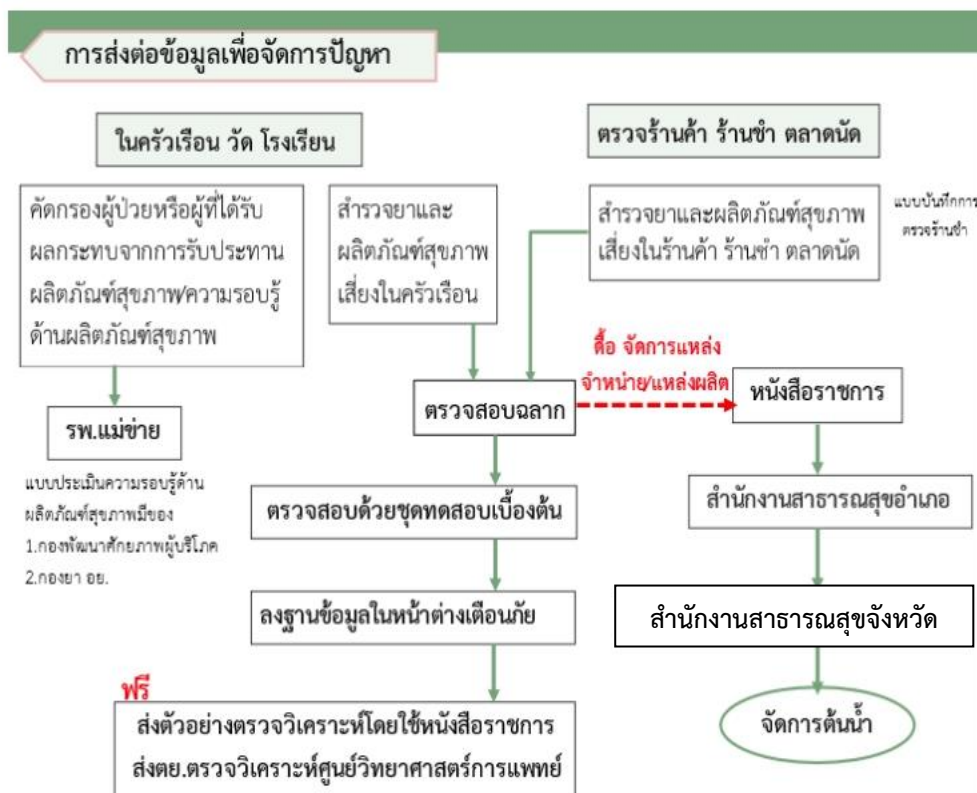 การส่งต่อข้อมูลเพื่อจัดการปัญหา
ในครัวเรือน วัด โรงเรียน
ตรวจร้านค้า ร้านชำ ตลาดนัด
คัดกรองผู้ป่วยหรือผู้ที่ได้รับ
ผลกระทบจากการรับประทาน
ผลิตภัณฑ์สุขภาพ/ความรอบรู้
ด้านผลิตภัณฑ์สุขภาพ
สำรวจยาและ
ผลิตภัณฑ์สุขภาพ
เสี่ยงในครัวเรือน
สำรวจยาและผลิตภัณฑ์สุขภาพ
เสี่ยงในร้านค้า ร้านชำ ตลาดนัด
แบบบันทึกการ
ตรวจร้านชำ
ดื้อ จัดการแหล่ง
จำหน่าย/แหล่งผลิต
รพ.แม่ข่าย
ตรวจสอบฉลาก
หนังสือราชการ
แบบประเมินความรอบรู้ด้าน
ผลิตภัณฑ์สุขภาพมีของ
1.กองพัฒนาศักยภาพผู้บริโภค
2.กองยา อย.
ตรวจสอบด้วยชุดทดสอบเบื้องต้น
สำนักงานสาธารณสุขอำเภอ
ลงฐานข้อมูลในหน้าต่างเตือนภัย
สำนักงานสาธารณสุขจังหวัด
ฟรี
ส่งตัวอย่างตรวจวิเคราะห์โดยใช้หนังสือราชการ
ส่งตย.ตรวจวิเคราะห์ศูนย์วิทยาศาสตร์การแพทย์
จัดการต้นน้ำ